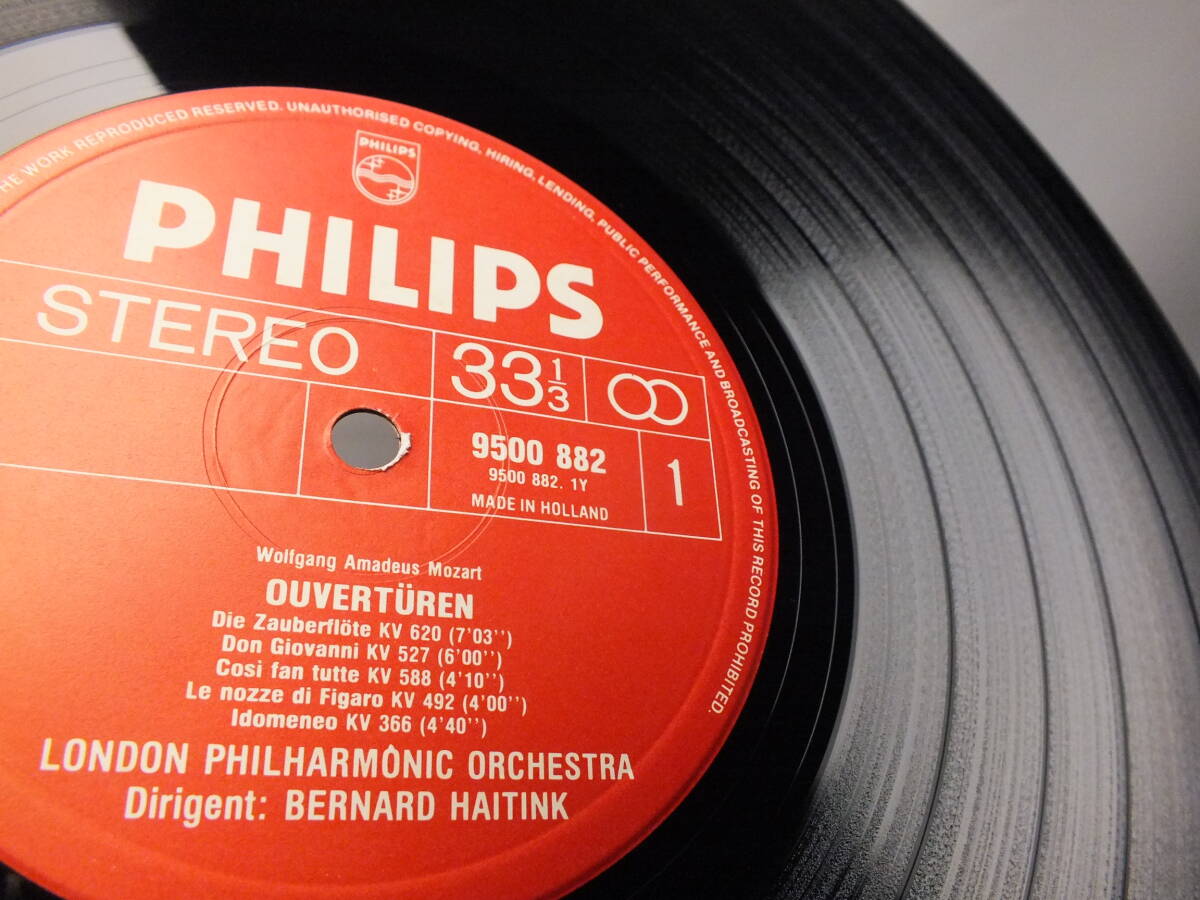 HE WORK REPRODUCED RESERVED. UNAUTHORISED COPYING, HIRING, LENDING, PUBLIC PERFORMANCE AND BROADCASTING OF THIS RECORD PROHIBITED.
PHILIPS
PHILIPS
STEREO
33 1/3
9500 882
9500 882. 1Y
MADE IN HOLLAND
1
Wolfgang Amadeus Mozart
OUVERTÜREN
Die Zauberflöte KV 620 (7'03'')
Don Giovanni KV 527 (6'00'')
Cosi fan tutte KV 588 (4'10'')
Le nozze di Figaro KV 492 (4'00'')
Idomeneo KV 366 (4'40'')
LONDON PHILHARMONIC ORCHESTRA
Dirigent: BERNARD HAITINK